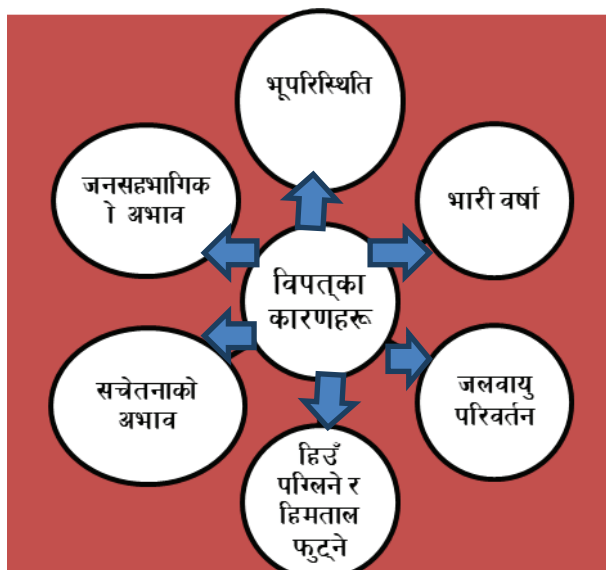 भूपरिस्थिति
जनसहभागिक
ो अभाव
भारी वर्षा
विपत्का
कारणहरू
सचेतनाको
अभाव
जलवायु
परिवर्तन
हिउँ
पग्लिने र
हिमताल
फुट्ने